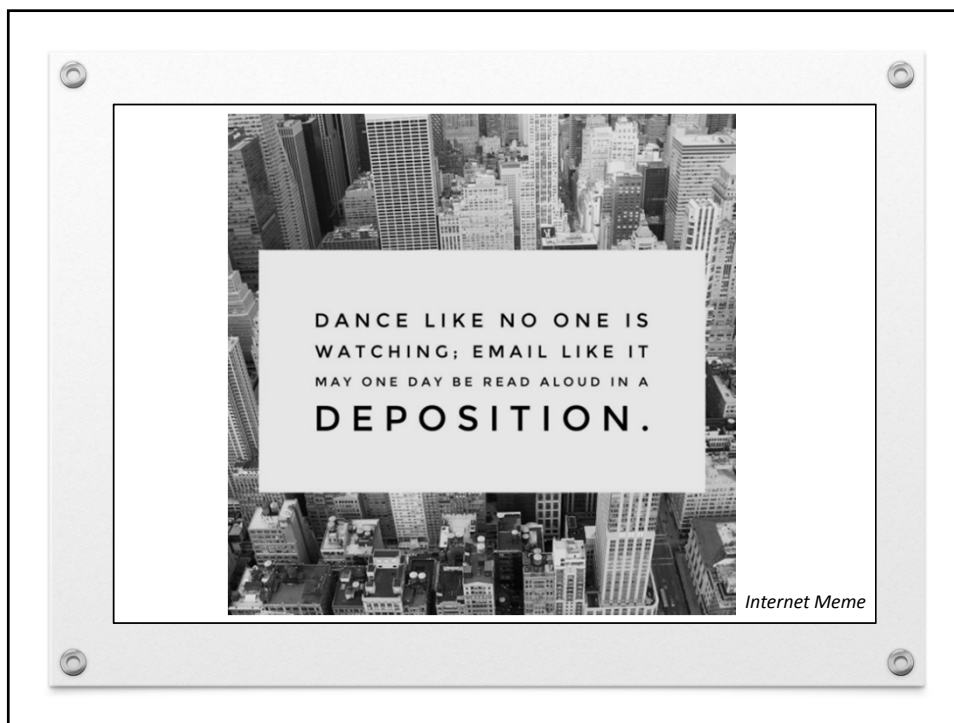 DANCE LIKE NO ONE IS
WATCHING; EMAIL LIKE IT
MAY ONE DAY BE READ ALOUD IN A
DEPOSITION.
Internet Meme